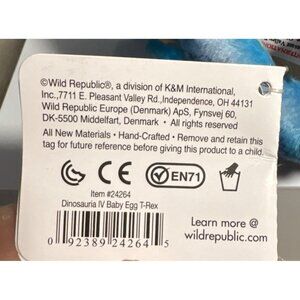 ©Wild Republic®, a division of K&M International,
Inc.,7711 E. Pleasant Valley Rd.,Independence, OH 44131
Wild Republic Europe (Denmark) ApS, Fynsvej 60,
DK-5500 Middelfart, Denmark • All rights reserved
All New Materials • Hand-Crafted • Remove and retain this
tag for future reference before giving this product to a child.
CE
EN71
Item #24264
Dinosauria IV Baby Egg T-Rex
0 92389 24264 5
Learn more @
wildrepublic.com